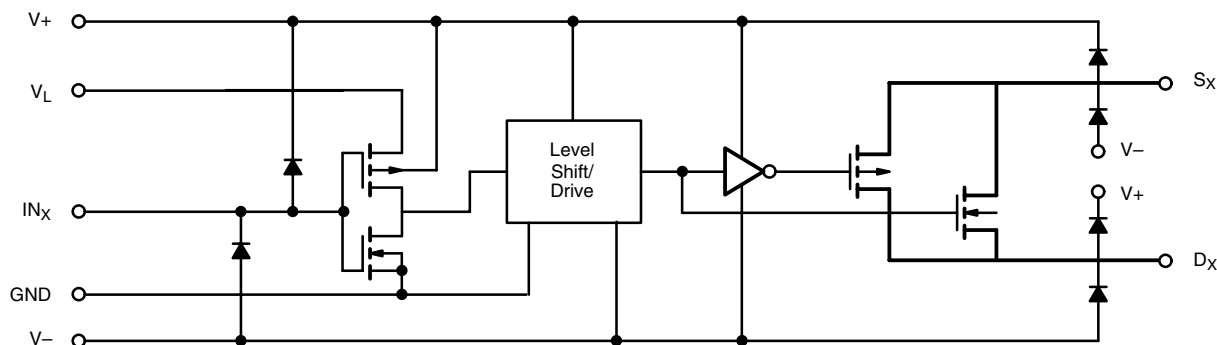 V+
VL
INX
GND
V–
Level
Shift/
Drive
SX
V–
V+
DX